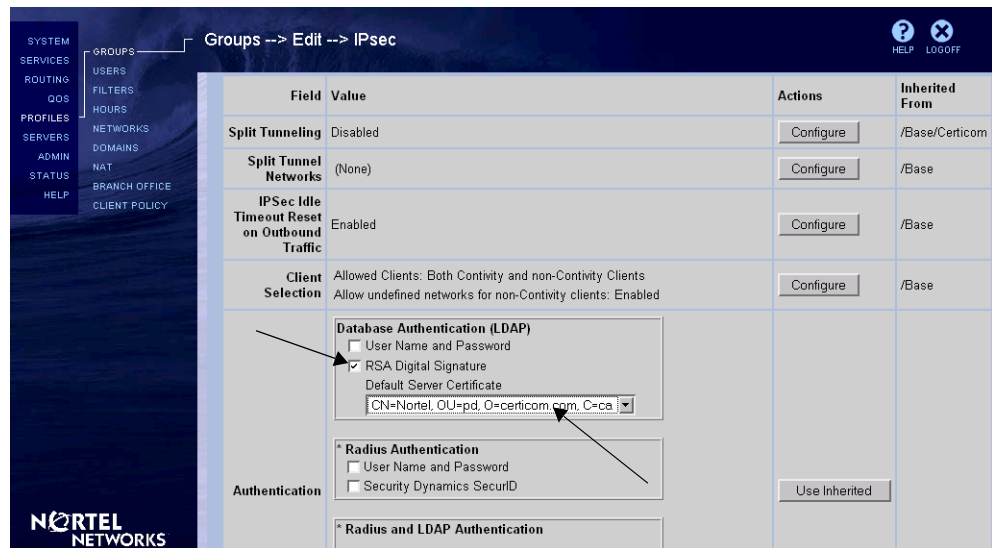 SYSTEM
SERVICES
ROUTING
QOS
PROFILES
SERVERS
ADMIN
STATUS
HELP
GROUPS
USERS
FILTERS
HOURS
NETWORKS
DOMAINS
NAT
BRANCH OFFICE
CLIENT POLICY
Groups --> Edit --> IPsec
HELP LOGOFF
Field Value Actions Inherited
From
Split Tunneling Disabled Configure /Base/Certicom
Split Tunnel
Networks (None) Configure /Base
IPSec Idle
Timeout Reset
on Outbound
Traffic Enabled Configure /Base
Client
Selection
Allowed Clients: Both Contivity and non-Contivity Clients
Allow undefined networks for non-Contivity clients: Enabled
Configure /Base
Authentication
Database Authentication (LDAP)
User Name and Password
RSA Digital Signature
Default Server Certificate
CN=Nortel, OU=pd, O=certicom.com, C=ca
* Radius Authentication
User Name and Password
Security Dynamics SecurID
Use Inherited
* Radius and LDAP Authentication
NORTEL
NETWORKS